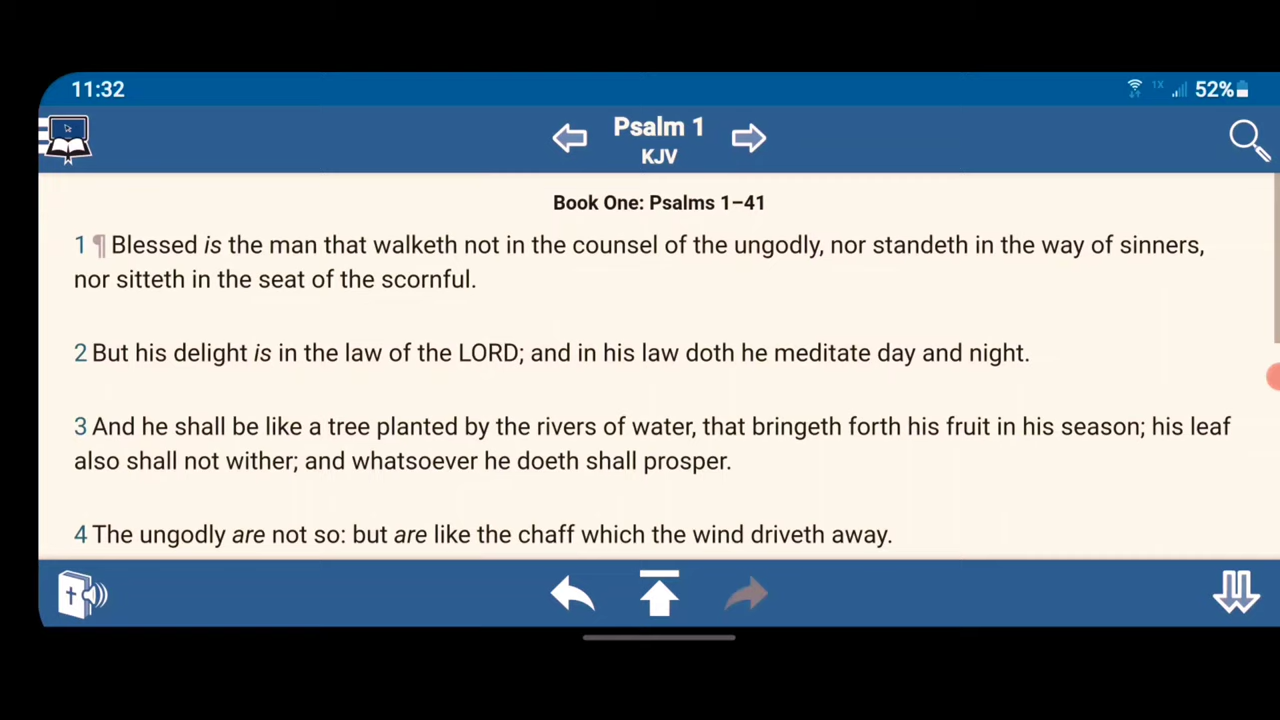 11:32
1X
52%
Psalm 1
KJV
Book One: Psalms 1–41
1 ¶ Blessed is the man that walketh not in the counsel of the ungodly, nor standeth in the way of sinners,
nor sitteth in the seat of the scornful.
2 But his delight is in the law of the LORD; and in his law doth he meditate day and night.
3 And he shall be like a tree planted by the rivers of water, that bringeth forth his fruit in his season; his leaf
also shall not wither; and whatsoever he doeth shall prosper.
4 The ungodly are not so: but are like the chaff which the wind driveth away.